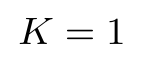 K = 1